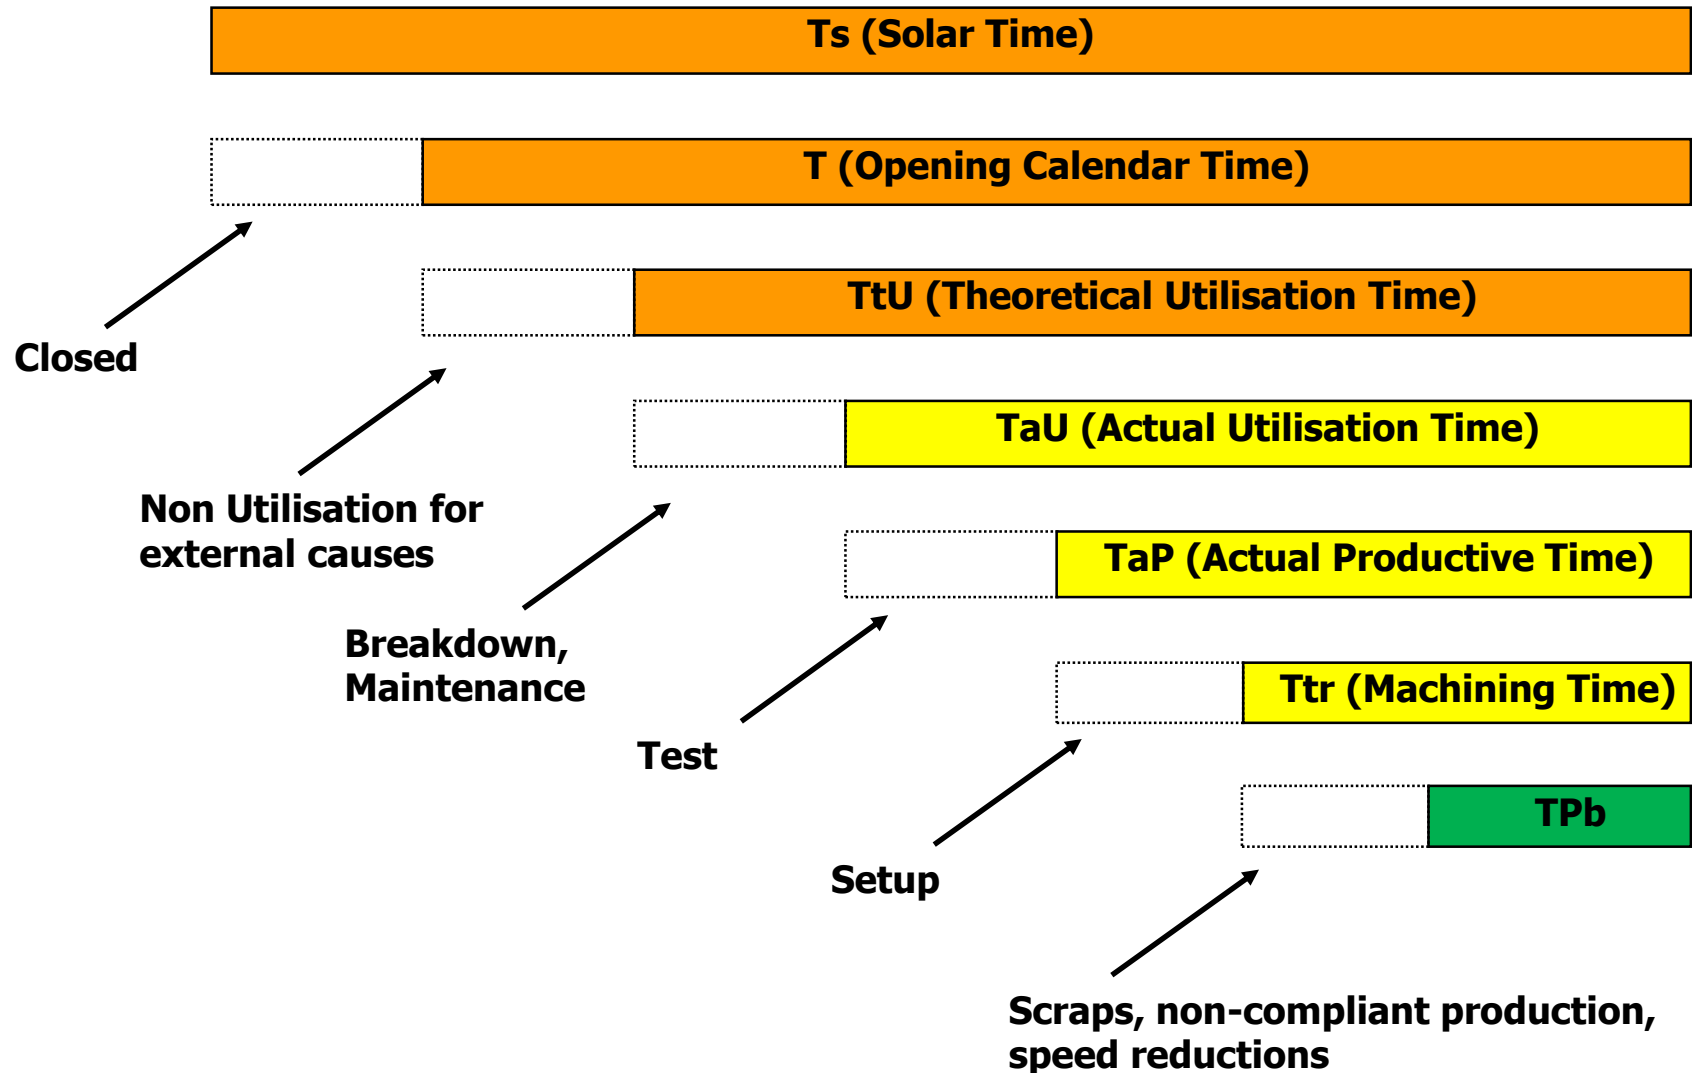 Ts (Solar Time)
T (Opening Calendar Time)
TtU (Theoretical Utilisation Time)
Closed
TaU (Actual Utilisation Time)
Non Utilisation for
external causes
TaP (Actual Productive Time)
Breakdown,
Maintenance
Ttr (Machining Time)
Test
TPb
Setup
Scraps, non-compliant production,
speed reductions